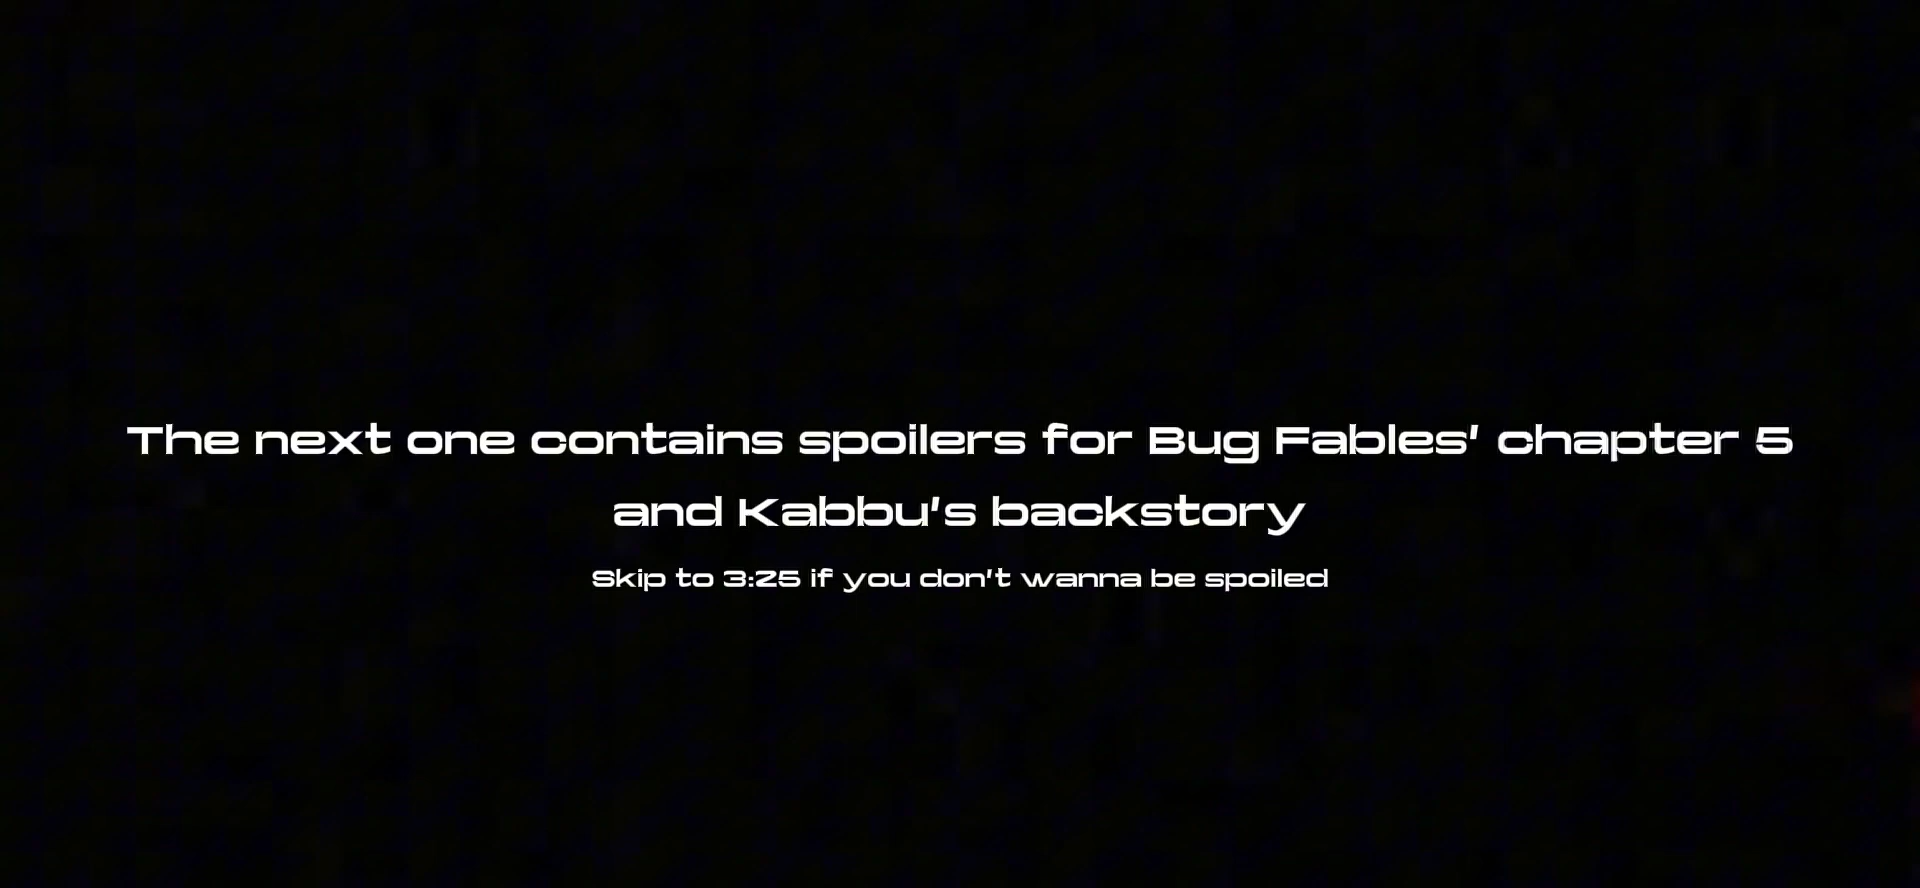 The next one contains spoilers for Bug Fables' chapter 5
and Kabbu's backstory
Skip to 3:25 if you don't wanna be spoiled